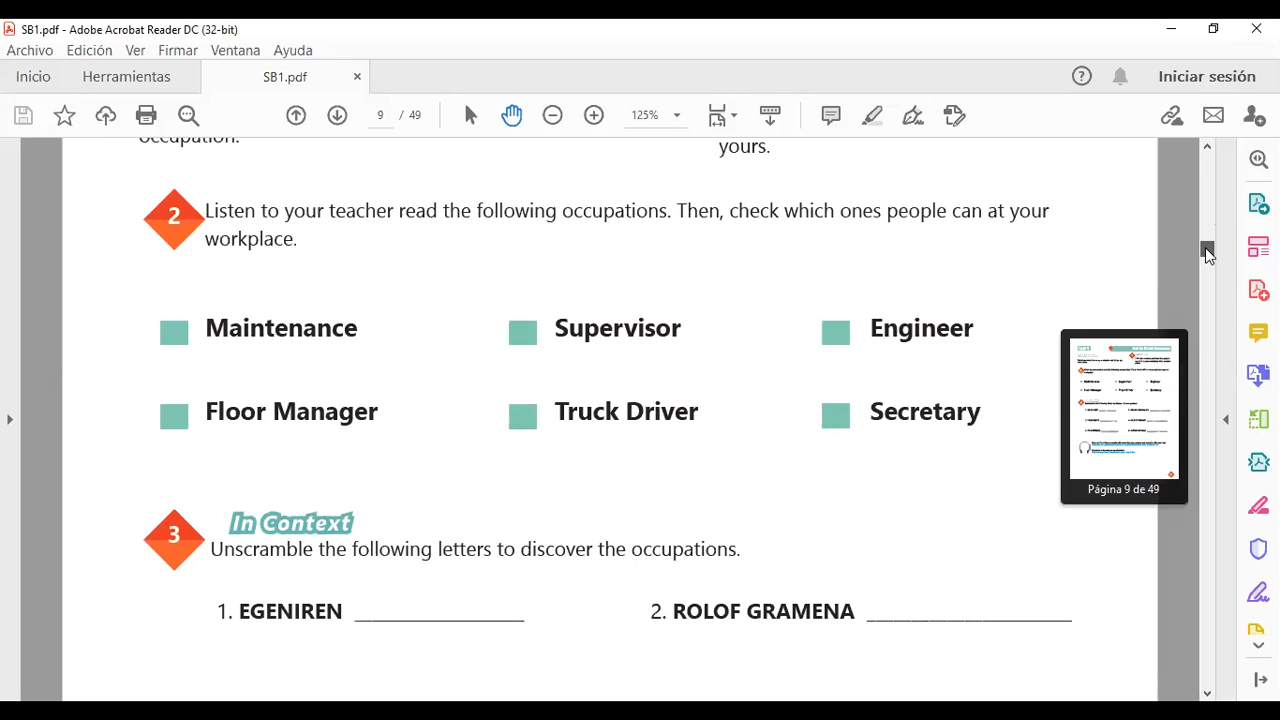 SB1.pdf - Adobe Acrobat Reader DC (32-bit)
Archivo Edición Ver Firmar Ventana Ayuda
Inicio Herramientas SB1.pdf × Iniciar sesión
9 / 49 125%
occupation.
yours.
2 Listen to your teacher read the following occupations. Then, check which ones people can at your
workplace.
Maintenance Supervisor Engineer
Floor Manager Truck Driver Secretary
Página 9 de 49
3 In Context
Unscramble the following letters to discover the occupations.
1. EGENIREN _________________ 2. ROLOF GRAMENA ____________________